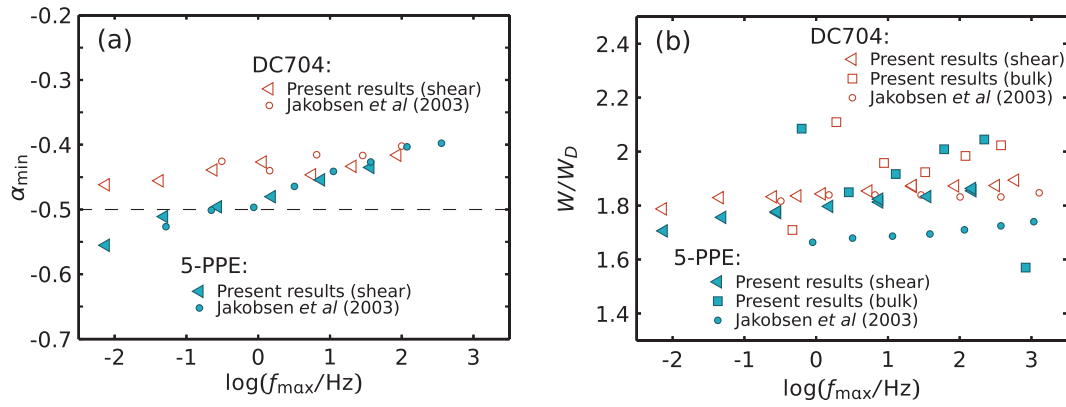 (a)
-0.2
-0.3
-0.4
-0.5
-0.6
-0.7
α_min
DC704:
Present results (shear)
Jakobsen et al (2003)
5-PPE:
Present results (shear)
Jakobsen et al (2003)
-2 -1 0 1 2 3
log(f_max/Hz)
(b)
2.4
2.2
2
1.8
1.6
1.4
W/W_D
DC704:
Present results (shear)
Present results (bulk)
Jakobsen et al (2003)
5-PPE:
Present results (shear)
Present results (bulk)
Jakobsen et al (2003)
-2 -1 0 1 2 3
log(f_max/Hz)